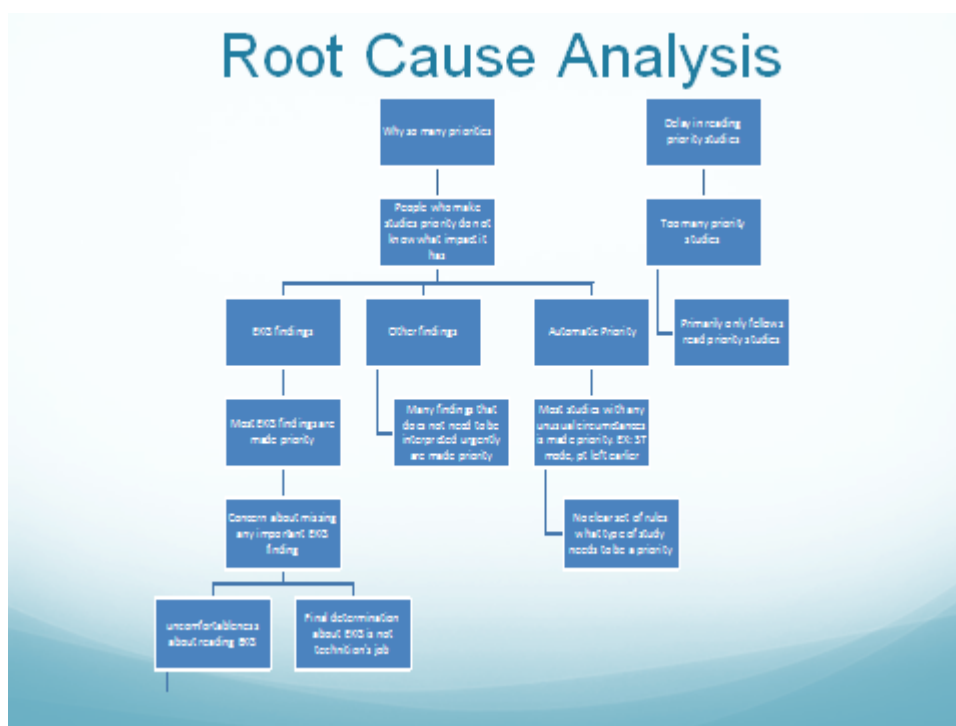 Root Cause Analysis
Why so many priorities
Delay in reading
priority studies
People who make
studies priority do not
know what impact it
has
Too many priority
studies
EKG findings
Other findings
Automatic Priority
Primarily only fellows
read priority studies
Most EKG findings are
made priority
Many findings that
does not need to be
interpreted urgently
are made priority
Most studies with any
unusual circumstances
is made priority. EX: ST
mode, pt left earlier
Concern about missing
any important EKG
finding
No clear set of rules
what type of study
needs to be a priority
uncomfortableness
about reading EKG
Final determination
about EKG is not
technition's job